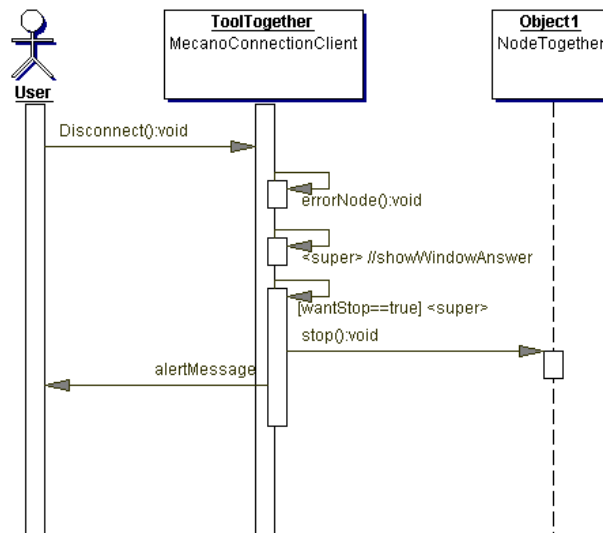 ToolTogether
MecanoConnectionClient
Object1
NodeTogether
User
Disconnect():void
errorNode():void
<super> //showWindowAnswer
[wantStop==true] <super>
stop():void
alertMessage